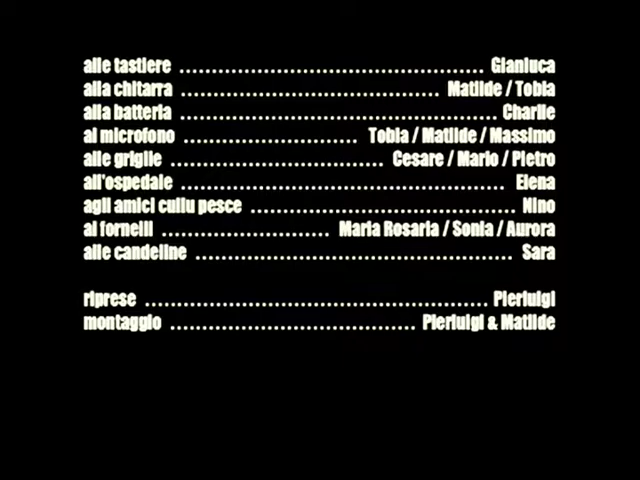 alle tastiere ............................................... Gianluca
alla chitarra ........................................ Matilde / Tobia
alla batteria ................................................. Charlie
al microfono ........................... Tobia / Matilde / Massimo
alle griglie ................................. Cesare / Mario / Pietro
all'ospedale .................................................. Elena
agli amici cullu pesce ......................................... Nino
ai fornelli .......................... Maria Rosaria / Sonia / Aurora
alle candeline ................................................. Sara
riprese ..................................................... Pierluigi
montaggio ...................................... Pierluigi & Matilde